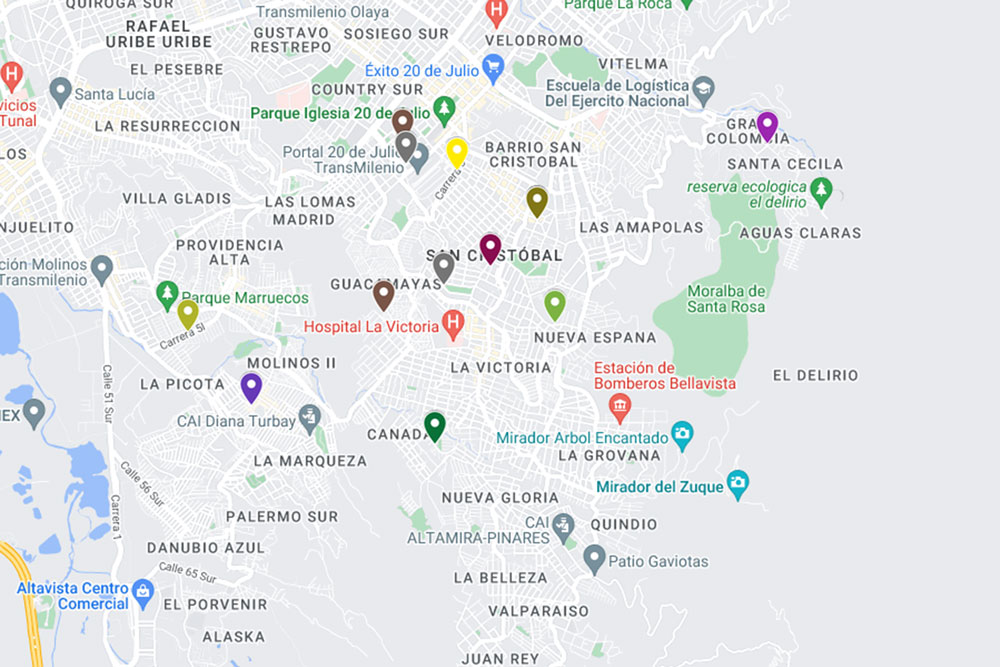 QUIROGA SUR
Transmilenio Olaya
Parque La Roca
RAFAEL
URIBE URIBE
GUSTAVO
RESTREPO
SOSIEGO SUR
H
VELODROMO
EL PESEBRE
Éxito 20 de Julio
VITELMA
H
vicios
Tunal
Santa Lucía
COUNTRY SUR
Escuela de Logística
Del Ejercito Nacional
Parque Iglesia 20 de Julio
LA RESURRECCION
GRAN
COLOMBIA
LOS
Portal 20 de Julio
TransMilenio
Carrera 5
BARRIO SAN
CRISTOBAL
SANTA CECILA
reserva ecologica
el delirio
VILLA GLADIS
LAS LOMAS
MADRID
NJUELITO
LAS AMAPOLAS
AGUAS CLARAS
PROVIDENCIA
ALTA
SAN CRISTÓBAL
ción Molinos
Transmilenio
GUACAMAYAS
Parque Marruecos
Moralba de
Santa Rosa
Carrera 5I
Hospital La Victoria
H
NUEVA ESPANA
MOLINOS II
LA VICTORIA
Estación de
Bomberos Bellavista
EL DELIRIO
Calle 51 Sur
LA PICOTA
MEX
CAI Diana Turbay
CANADA
Mirador Arbol Encantado
LA GROVANA
LA MARQUEZA
Calle 56 Sur
Mirador del Zuque
Carrera 1
NUEVA GLORIA
PALERMO SUR
CAI
ALTAMIRA-PINARES
QUINDIO
DANUBIO AZUL
Patio Gaviotas
Calle 65 Sur
LA BELLEZA
Altavista Centro
Comercial
EL PORVENIR
VALPARAISO
ALASKA
JUAN REY